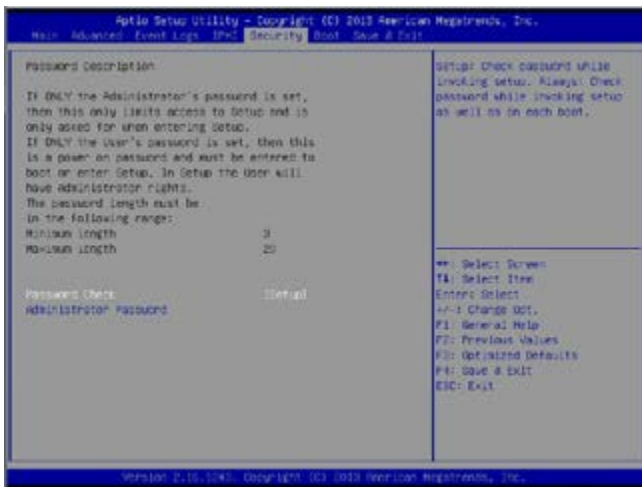 Aptio Setup Utility - Copyright (C) 2013 American Megatrends, Inc.
Main Advanced Event Logs IPMI Security Boot Save & Exit
Password Description
If ONLY the Administrator's password is set,
then this only limits access to Setup and is
only asked for when entering Setup.
If ONLY the User's password is set, then this
is a power on password and must be entered to
boot or enter Setup. In Setup the User will
have Administrator rights.
The password length must be
in the following range:
Minimum length 3
Maximum length 20
Password Check [Setup]
Administrator Password
Setup: Check password while
invoking setup. Always: Check
password while invoking setup
as well as on each boot.
: Select Screen
: Select Item
Enter: Select
+/-: Change Opt.
F1: General Help
F2: Previous Values
F3: Optimized Defaults
F4: Save & Exit
ESC: Exit
Version Copyright (C) 2013 American Megatrends, Inc.